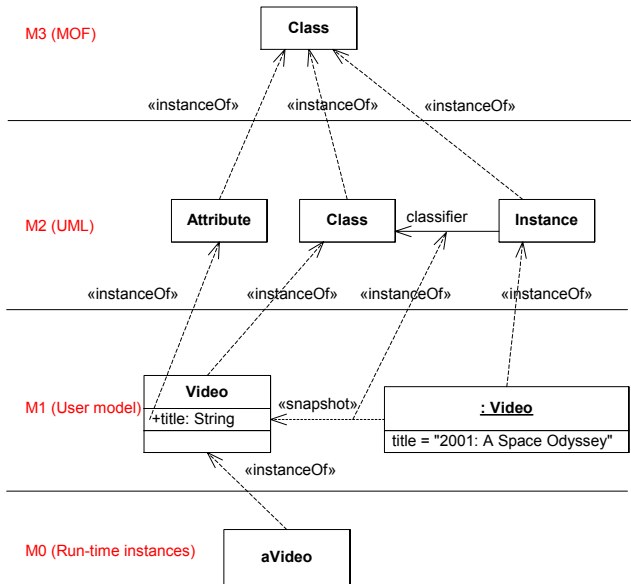 Class
M3 (MOF)
«instanceOf» «instanceOf» «instanceOf»
Attribute Class classifier Instance
M2 (UML)
«instanceOf» «instanceOf» «instanceOf» «instanceOf»
Video
«snapshot» : Video
M1 (User model) +title: String
title = "2001: A Space Odyssey"
«instanceOf»
M0 (Run-time instances) aVideo